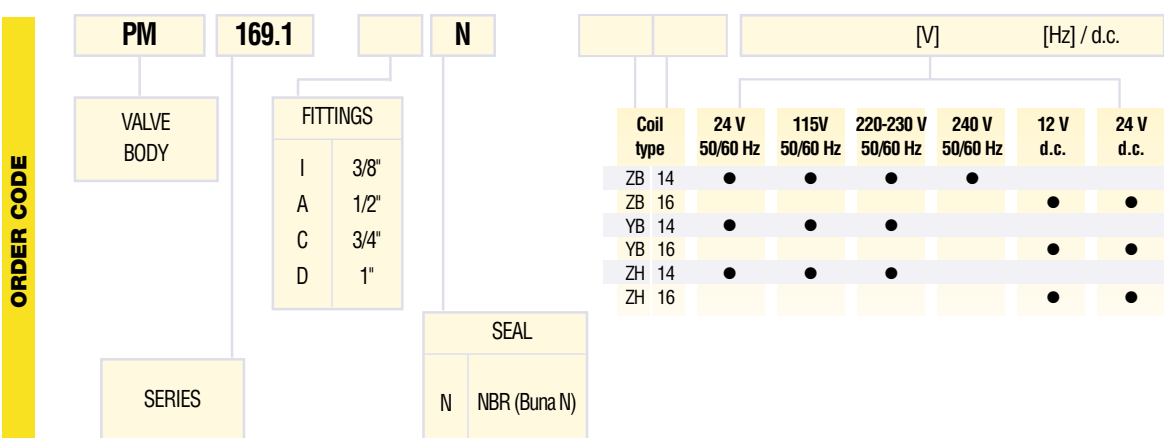 ORDER CODE
PM 169.1 N [V] [Hz] / d.c.
VALVE
BODY
SERIES
FITTINGS
I 3/8"
A 1/2"
C 3/4"
D 1"
SEAL
N NBR (Buna N)
Coil 24 V 115V 220-230 V 240 V 12 V 24 V
type 50/60 Hz 50/60 Hz 50/60 Hz 50/60 Hz d.c. d.c.
ZB 14 ● ● ● ●
ZB 16 ● ●
YB 14 ● ● ●
YB 16 ● ●
ZH 14 ● ● ●
ZH 16 ● ●